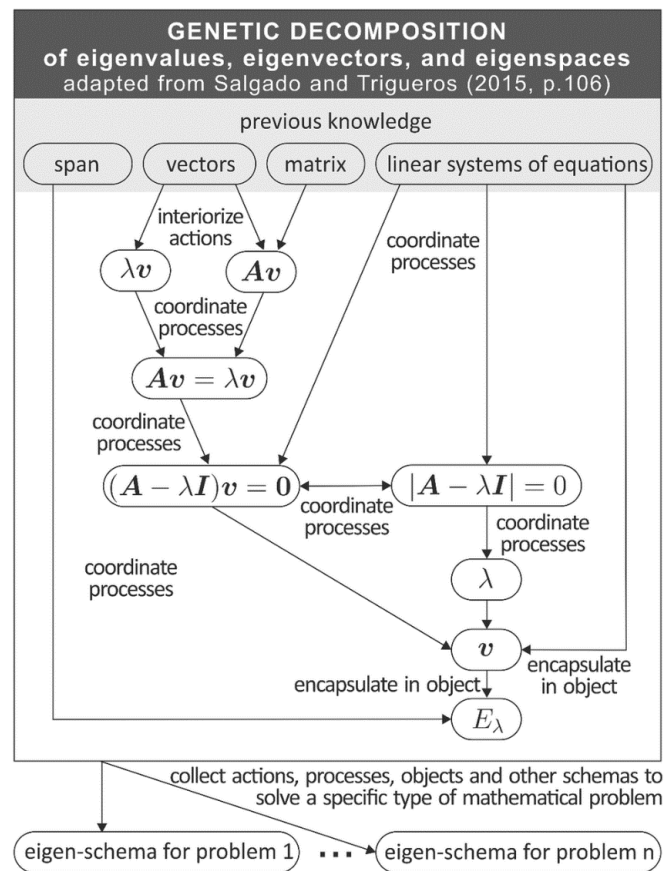 GENETIC DECOMPOSITION
of eigenvalues, eigenvectors, and eigenspaces
adapted from Salgado and Trigueros (2015, p.106)
previous knowledge
span
vectors
matrix
linear systems of equations
interiorize
actions
coordinate
processes
λv
Av
coordinate
processes
Av = λv
coordinate
processes
(A − λI)v = 0
|A − λI| = 0
coordinate
processes
coordinate
processes
coordinate
processes
λ
v
encapsulate
in object
encapsulate in object
E_λ
collect actions, processes, objects and other schemas to
solve a specific type of mathematical problem
eigen-schema for problem 1
...
eigen-schema for problem n